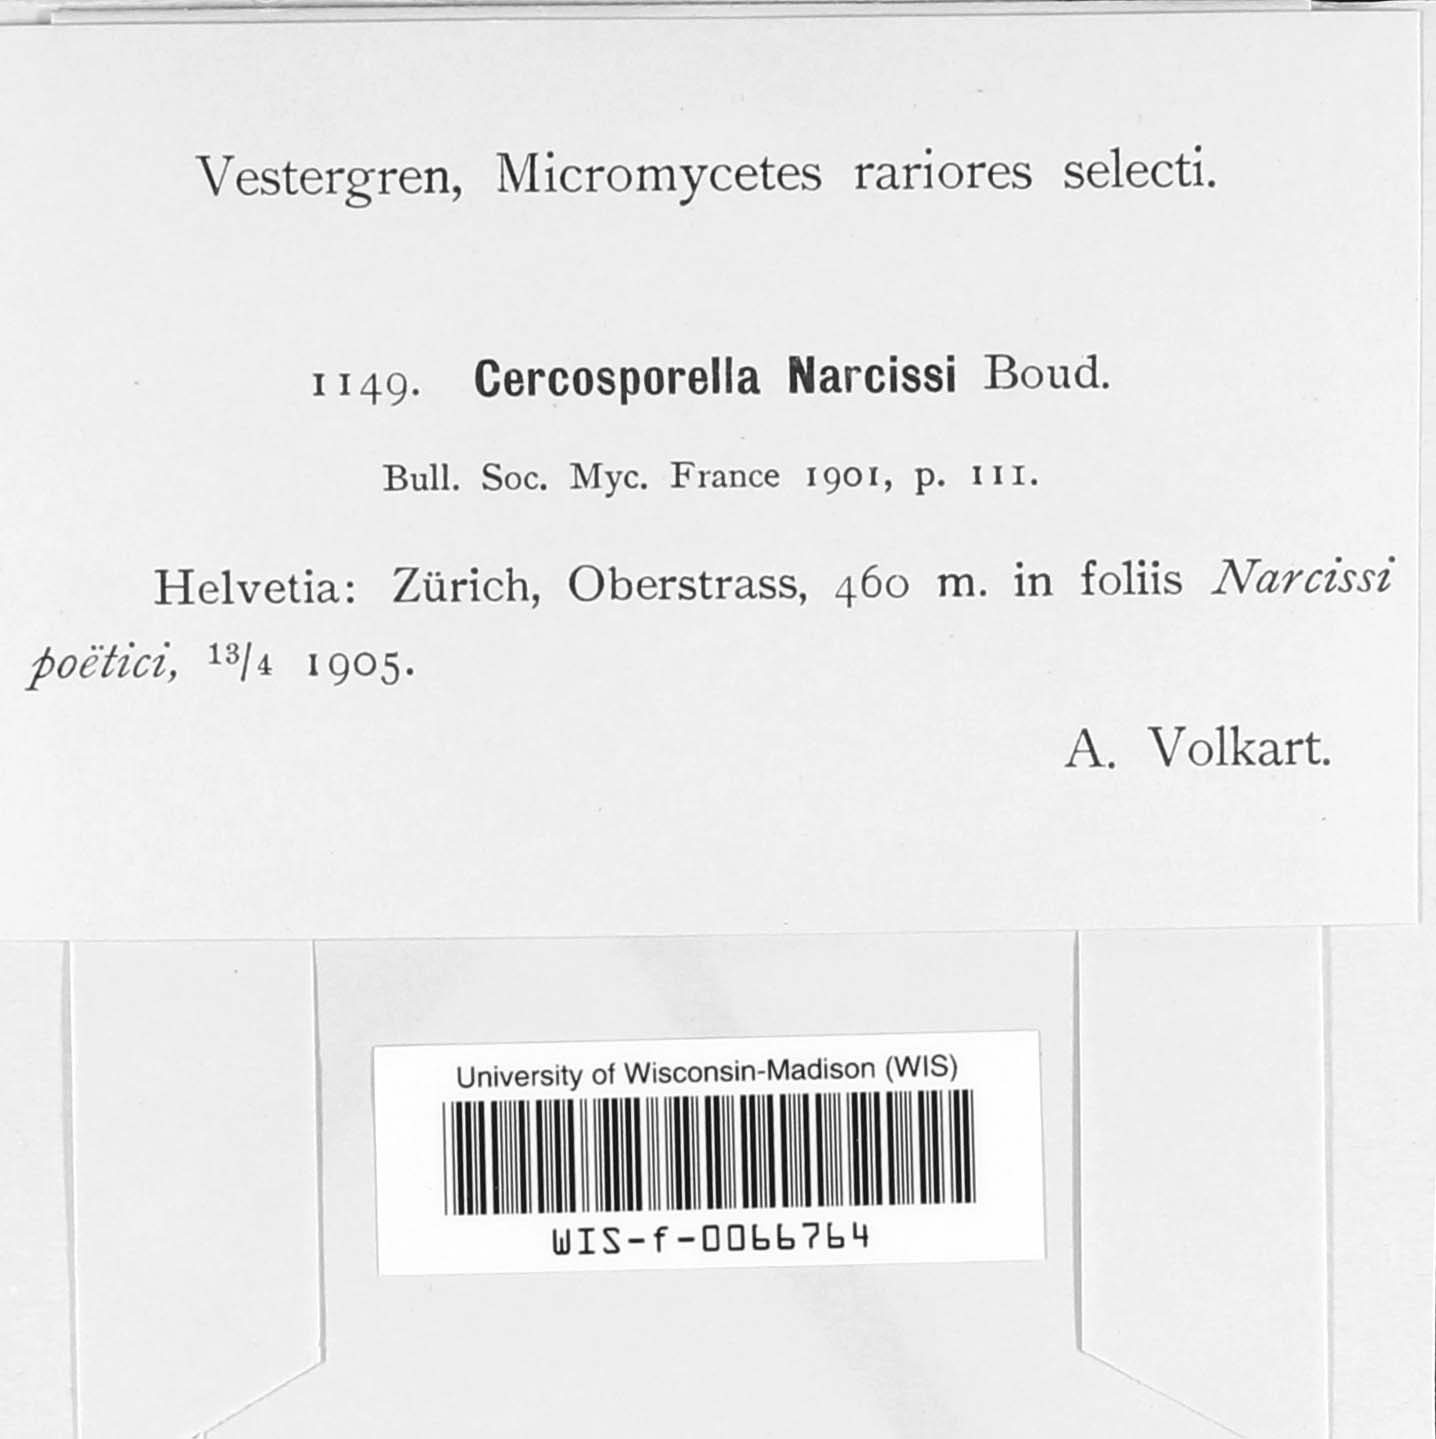 Vestergren, Micromycetes rariores selecti.
1149. Cercosporella Narcissi Boud.
Bull. Soc. Myc. France 1901, p. 111.
Helvetia: Zürich, Oberstrass, 460 m. in foliis Narcissi
poëtici, 13/4 1905.
A. Volkart.
University of Wisconsin-Madison (WIS)
WIS-f-0066764